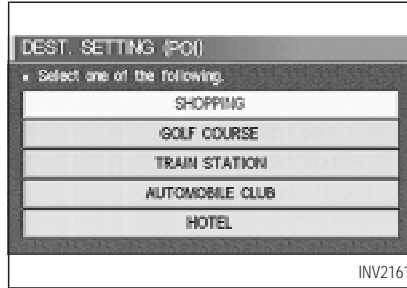 DEST. SETTING (POI)
Select one of the following.
SHOPPING
GOLF COURSE
TRAIN STATION
AUTOMOBILE CLUB
HOTEL
INV2161